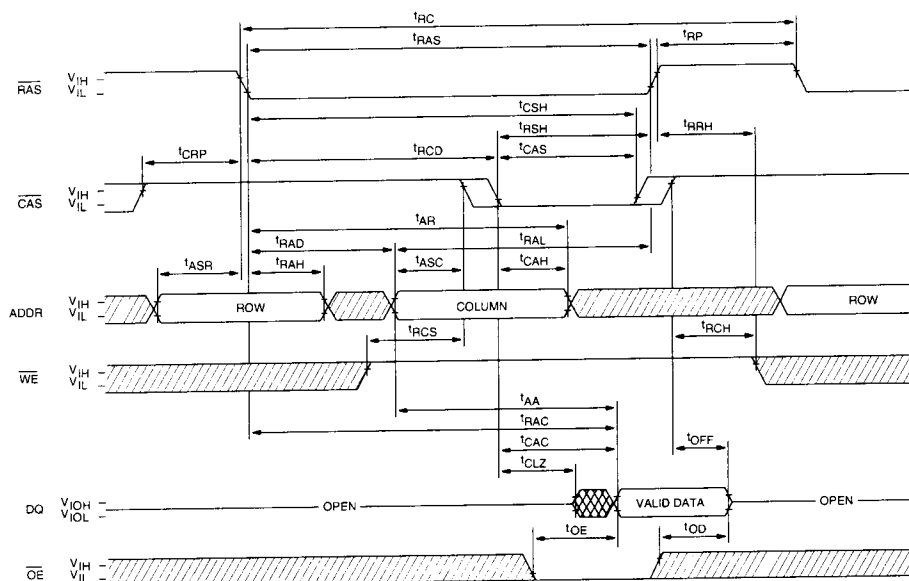 tRC
tRAS
tRP
RAS VIH VIL
tCSH
tRSH
tRRH
tCRP
tRCD
tCAS
CAS VIH VIL
tAR
tRAD
tRAL
tASR
tRAH
tASC
tCAH
ADDR VIH VIL ROW COLUMN ROW
tRCS
tRCH
WE VIH VIL
tAA
tRAC
tCAC
tOFF
tCLZ
DQ VIOH VIOL OPEN VALID DATA OPEN
tOE
tOD
OE VIH VIL